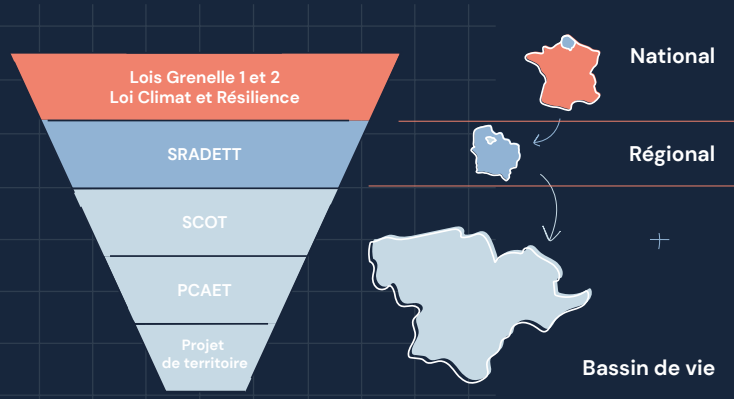 Lois Grenelle 1 et 2
Loi Climat et Résilience
National
SRADETT
Régional
SCOT
PCAET
Projet
de territoire
Bassin de vie